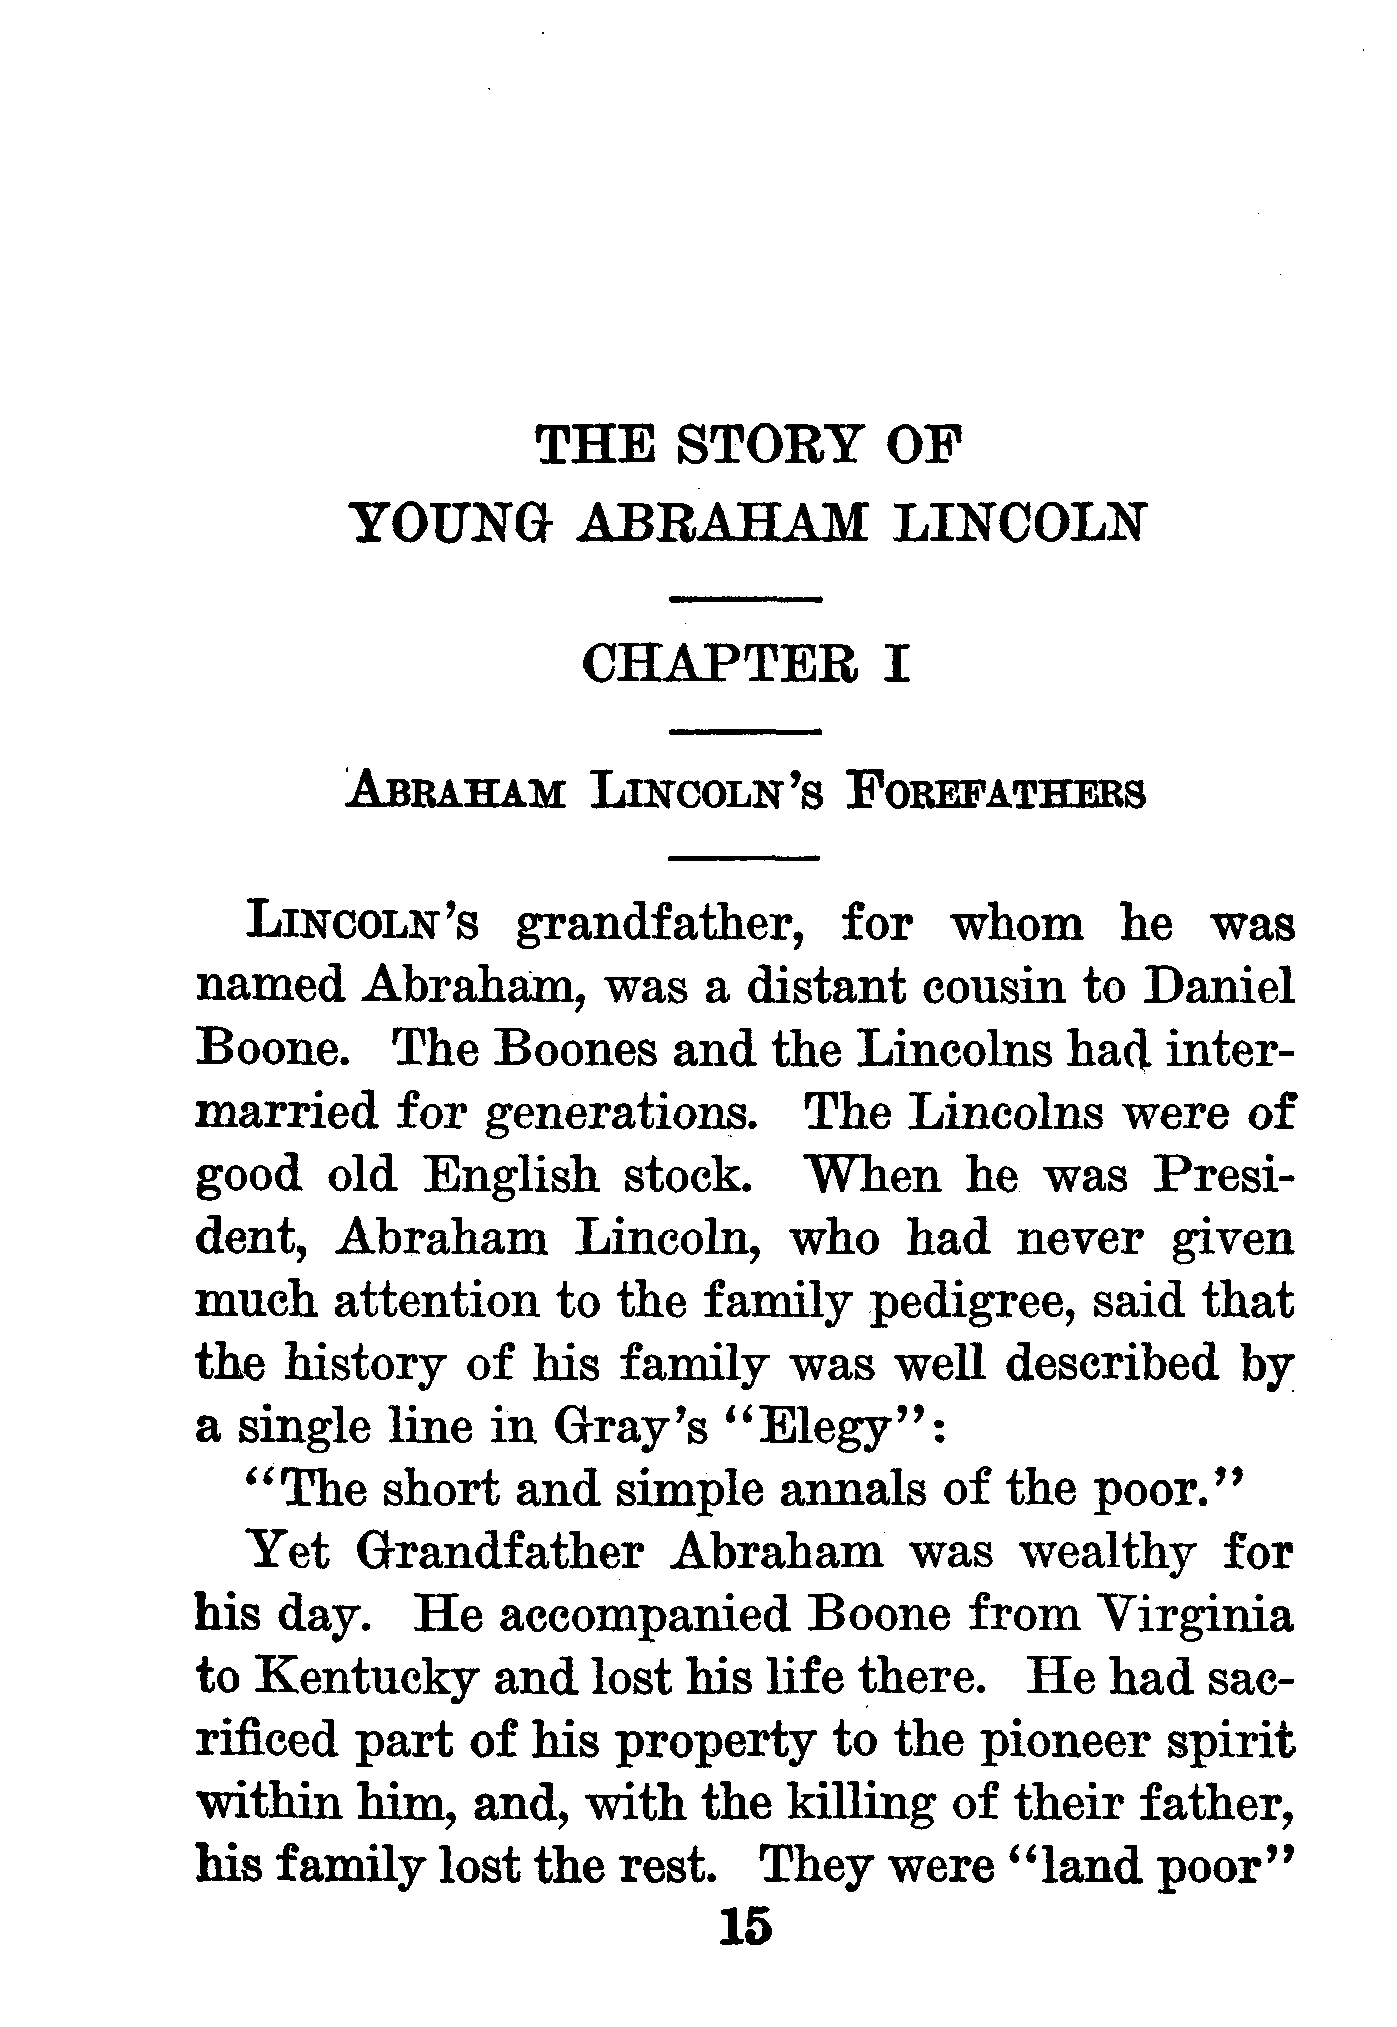 THE STORY OF
YOUNG ABRAHAM LINCOLN
CHAPTER I
Abraham Lincoln's Forefathers
Lincoln's grandfather, for whom he was
named Abraham, was a distant cousin to Daniel
Boone. The Boones and the Lincolns had inter-
married for generations. The Lincolns were of
good old English stock. When he was Presi-
dent, Abraham Lincoln, who had never given
much attention to the family pedigree, said that
the history of his family was well described by
a single line in Gray's "Elegy":
"The short and simple annals of the poor."
Yet Grandfather Abraham was wealthy for
his day. He accompanied Boone from Virginia
to Kentucky and lost his life there. He had sac-
rificed part of his property to the pioneer spirit
within him, and, with the killing of their father,
his family lost the rest. They were "land poor"
15